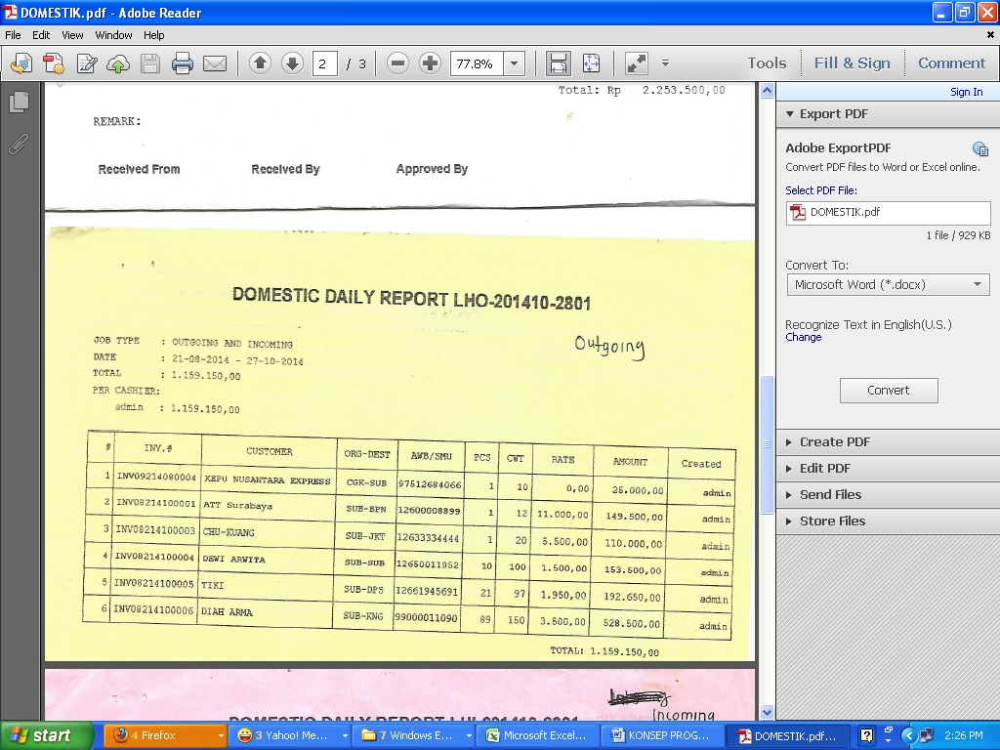 DOMESTIK.pdf - Adobe Reader
File Edit View Window Help
2 / 3 77.8% Tools Fill & Sign Comment
Sign In
Export PDF
Adobe ExportPDF
Convert PDF files to Word or Excel online.
Select PDF File:
DOMESTIK.pdf
1 file / 929 KB
Convert To:
Microsoft Word (*.docx)
Recognize Text in English(U.S.)
Change
Convert
Create PDF
Edit PDF
Send Files
Store Files
Total: Rp 2.253.500,00
REMARK:
Received From Received By Approved By
DOMESTIC DAILY REPORT LHO-201410-2801
Outgoing
JOB TYPE : OUTGOING AND INCOMING
DATE : 21-08-2014 - 27-10-2014
TOTAL : 1.159.150,00
PER CASHIER:
admin : 1.159.150,00
# INV.# CUSTOMER ORG-DEST AWB/SMU PCS CWT RATE AMOUNT Created
1 INV09214080004 KEPU NUSANTARA EXPRESS CGK-SUB 97512684066 1 10 0,00 25.000,00 admin
2 INV08214100001 ATT Surabaya SUB-BPN 12600008899 1 12 11.000,00 149.500,00 admin
3 INV08214100003 CHU-KUANG SUB-JKT 12633334444 1 20 5.500,00 110.000,00 admin
4 INV08214100004 DEWI ARWITA SUB-SUB 12650011952 10 100 1.500,00 153.500,00 admin
5 INV08214100005 TIKI SUB-DPS 12661945691 21 97 1.950,00 192.650,00 admin
6 INV08214100006 DIAH ARMA SUB-KNG 99000011090 89 150 3.500,00 528.500,00 admin
TOTAL: 1.159.150,00
Incoming
DOMESTIC DAILY REPORT LHO-201410-2801
start 4 Firefox 3 Yahoo! Me... 7 Windows E... Microsoft Excel... KONSEP PROG... DOMESTIK.pdf... 2:26 PM